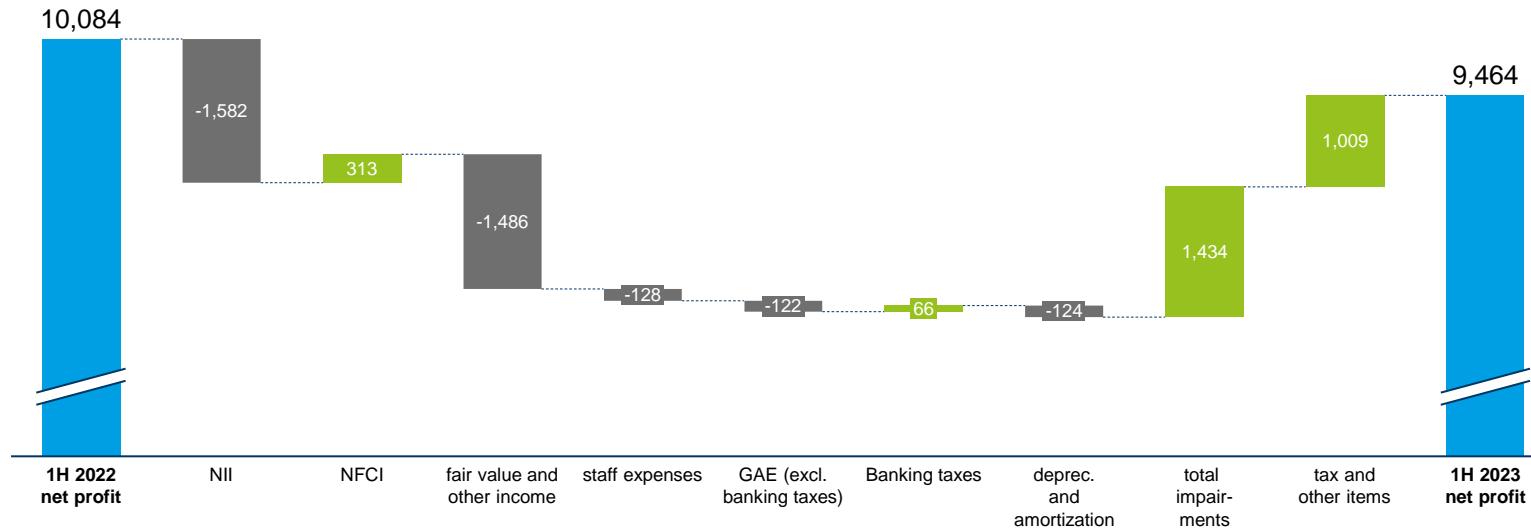 10,084
-1,582
313
-1,486
-128
-122
66
-124
1,434
1,009
9,464
1H 2022
net profit
NII
NFCI
fair value and
other income
staff expenses
GAE (excl.
banking taxes)
Banking taxes
deprec.
and
amortization
total
impair-
ments
tax and
other items
1H 2023
net profit